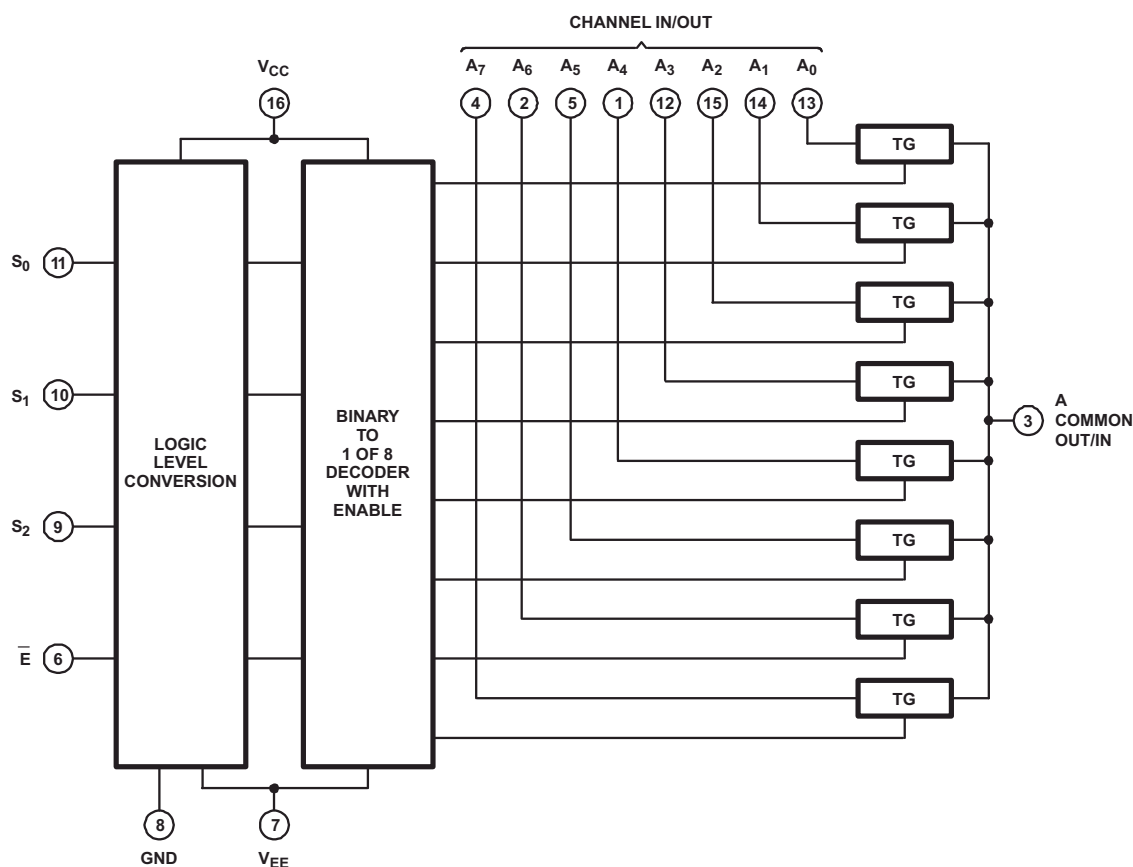 CHANNEL IN/OUT
VCC
A7 A6 A5 A4 A3 A2 A1 A0
16
4 2 5 1 12 15 14 13
TG
TG
S0 11
TG
TG
S1 10
A
COMMON
OUT/IN
3
LOGIC
LEVEL
CONVERSION
BINARY
TO
1 OF 8
DECODER
WITH
ENABLE
TG
S2 9
TG
TG
E̅ 6
TG
8
7
GND
VEE